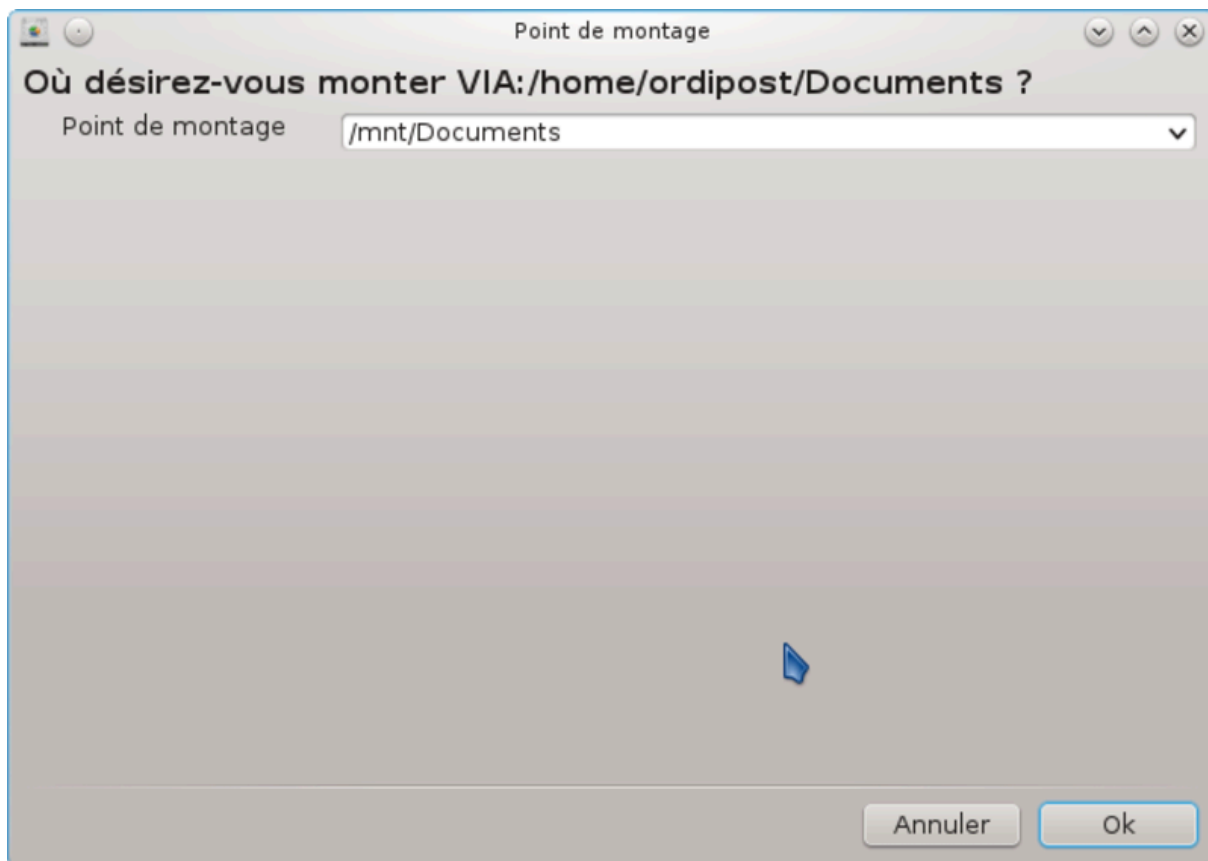 Point de montage
Où désirez-vous monter VIA:/home/ordipost/Documents ?
Point de montage /mnt/Documents
Annuler Ok